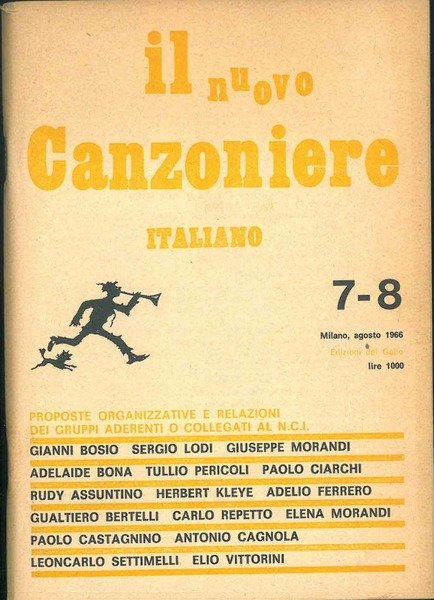 il nuovo
Canzoniere
ITALIANO
7-8
Milano, agosto 1966
Edizioni del Gallo
lire 1000
PROPOSTE ORGANIZZATIVE E RELAZIONI
DEI GRUPPI ADERENTI O COLLEGATI AL N.C.I.
GIANNI BOSIO SERGIO LODI GIUSEPPE MORANDI
ADELAIDE BONA TULLIO PERICOLI PAOLO CIARCHI
RUDY ASSUNTINO HERBERT KLEYE ADELIO FERRERO
GUALTIERO BERTELLI CARLO REPETTO ELENA MORANDI
PAOLO CASTAGNINO ANTONIO CAGNOLA
LEONCARLO SETTIMELLI ELIO VITTORINI